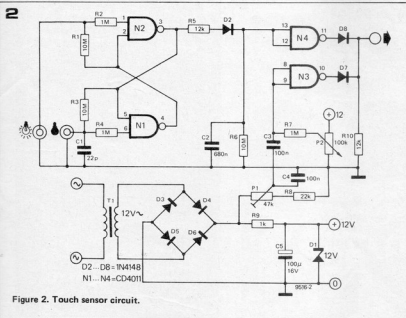 2
R2
1M
R1
10M
1
2
N2
3
R5
12k
D2
13
12
N4
11
D8
R3
10M
R4
1M
5
6
N1
4
C1
22p
C2
680n
R6
10M
8
9
N3
10
D7
C3
100n
R7
1M
+ 12
P2
100k
R10
12k
C4
100n
P1
47k
R8
22k
T1
12V~
D3
D4
D5
D6
R9
1k
+ 12V
C5
100µ
16V
D1
12V
0
9516-2
D2...D8=1N4148
N1...N4=CD4011
Figure 2. Touch sensor circuit.